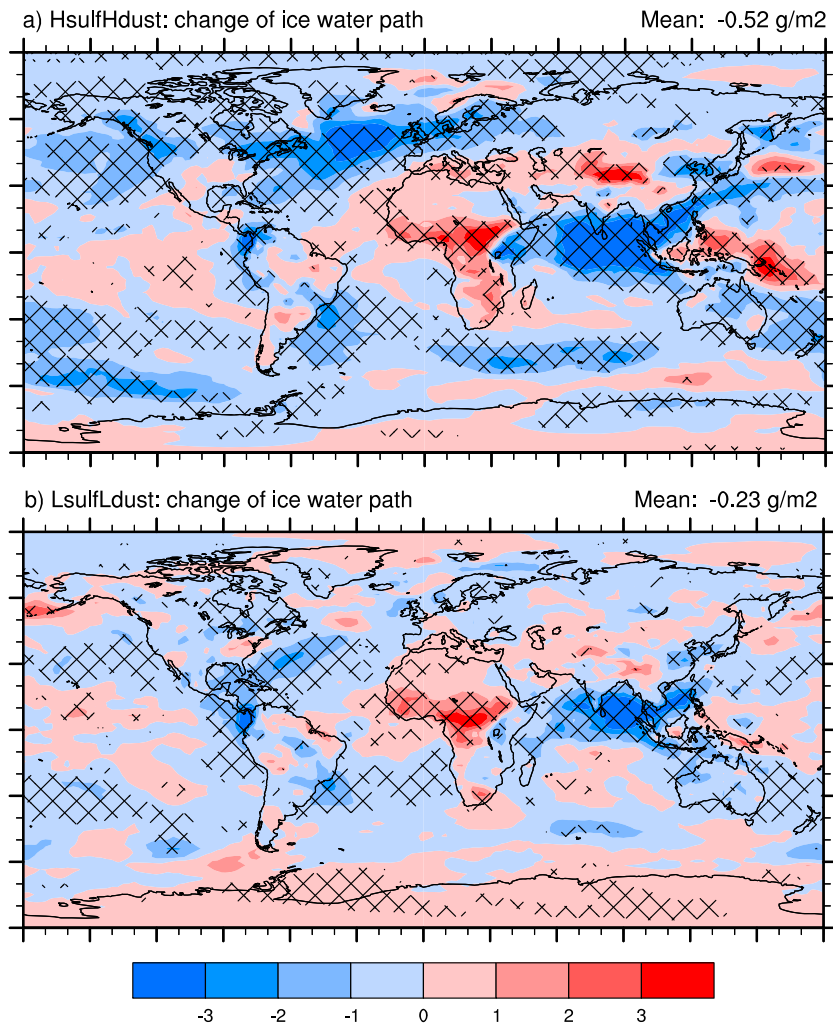 a) HsulfHdust: change of ice water path Mean: -0.52 g/m2
b) LsulfLdust: change of ice water path Mean: -0.23 g/m2
-3 -2 -1 0 1 2 3